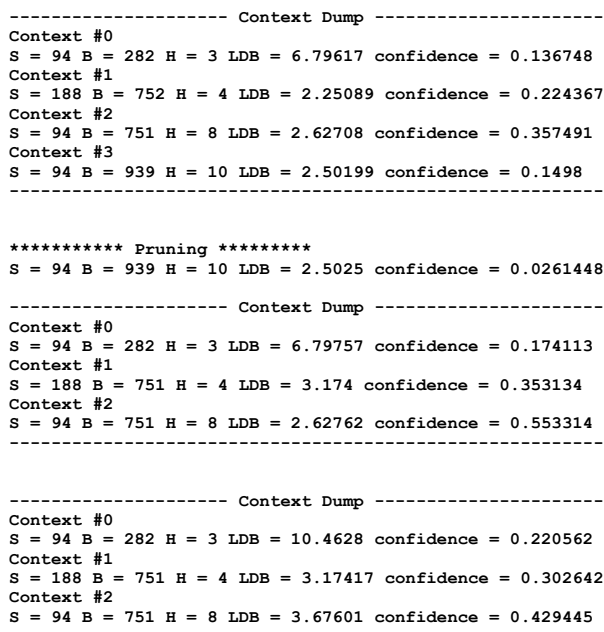 --------------------- Context Dump ----------------------
Context #0
S = 94 B = 282 H = 3 LDB = 6.79617 confidence = 0.136748
Context #1
S = 188 B = 752 H = 4 LDB = 2.25089 confidence = 0.224367
Context #2
S = 94 B = 751 H = 8 LDB = 2.62708 confidence = 0.357491
Context #3
S = 94 B = 939 H = 10 LDB = 2.50199 confidence = 0.1498
---------------------------------------------------------
*********** Pruning *********
S = 94 B = 939 H = 10 LDB = 2.5025 confidence = 0.0261448
--------------------- Context Dump ----------------------
Context #0
S = 94 B = 282 H = 3 LDB = 6.79757 confidence = 0.174113
Context #1
S = 188 B = 751 H = 4 LDB = 3.174 confidence = 0.353134
Context #2
S = 94 B = 751 H = 8 LDB = 2.62762 confidence = 0.553314
---------------------------------------------------------
--------------------- Context Dump ----------------------
Context #0
S = 94 B = 282 H = 3 LDB = 10.4628 confidence = 0.220562
Context #1
S = 188 B = 751 H = 4 LDB = 3.17417 confidence = 0.302642
Context #2
S = 94 B = 751 H = 8 LDB = 3.67601 confidence = 0.429445